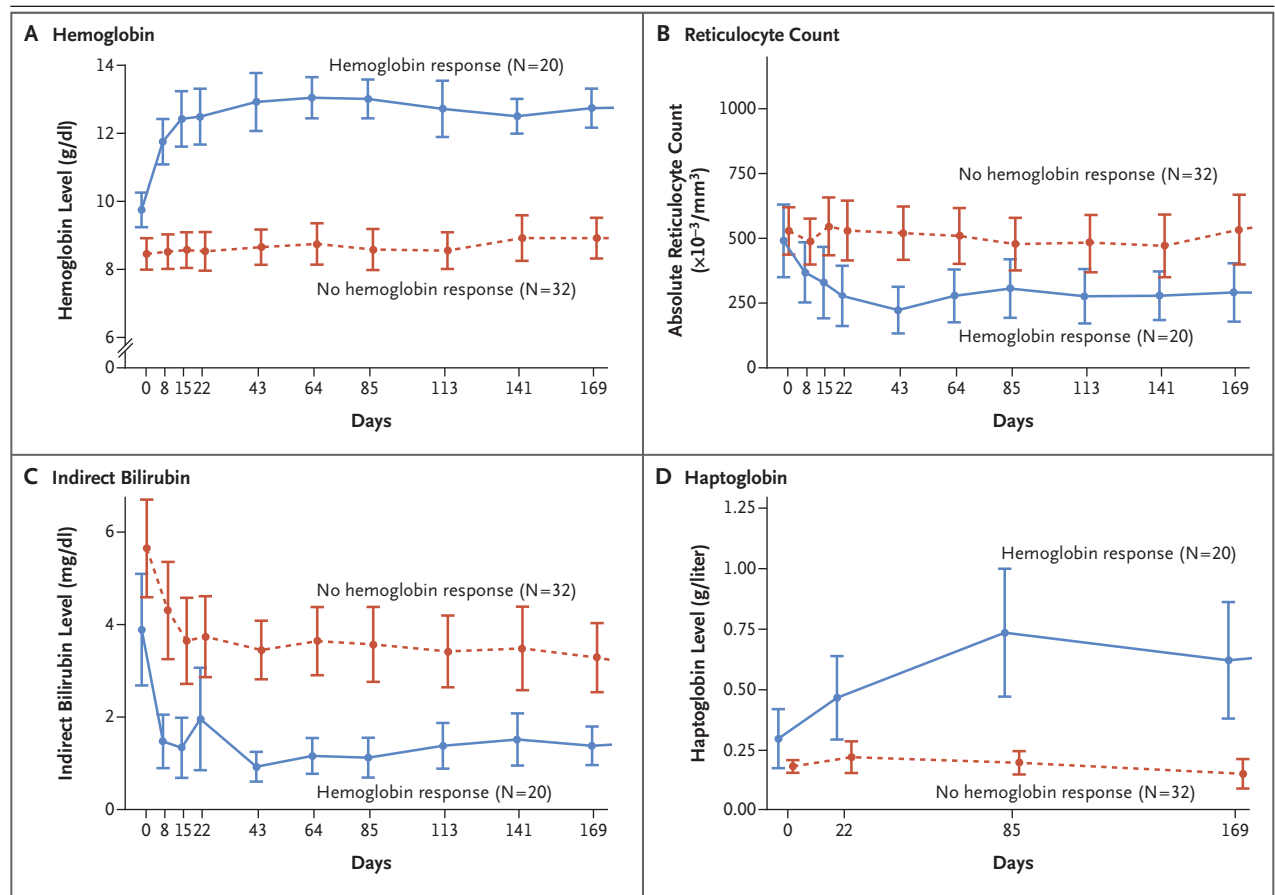 A Hemoglobin
Hemoglobin Level (g/dl)
14
12
10
8
6
0
Hemoglobin response (N=20)
No hemoglobin response (N=32)
0 8 15 22 43 64 85 113 141 169
Days
B Reticulocyte Count
Absolute Reticulocyte Count
(×10⁻³/mm³)
1000
750
500
250
0
No hemoglobin response (N=32)
Hemoglobin response (N=20)
0 8 15 22 43 64 85 113 141 169
Days
C Indirect Bilirubin
Indirect Bilirubin Level (mg/dl)
6
4
2
0
No hemoglobin response (N=32)
Hemoglobin response (N=20)
0 8 15 22 43 64 85 113 141 169
Days
D Haptoglobin
Haptoglobin Level (g/liter)
1.25
1.00
0.75
0.50
0.25
0.00
Hemoglobin response (N=20)
No hemoglobin response (N=32)
0 22 85 169
Days